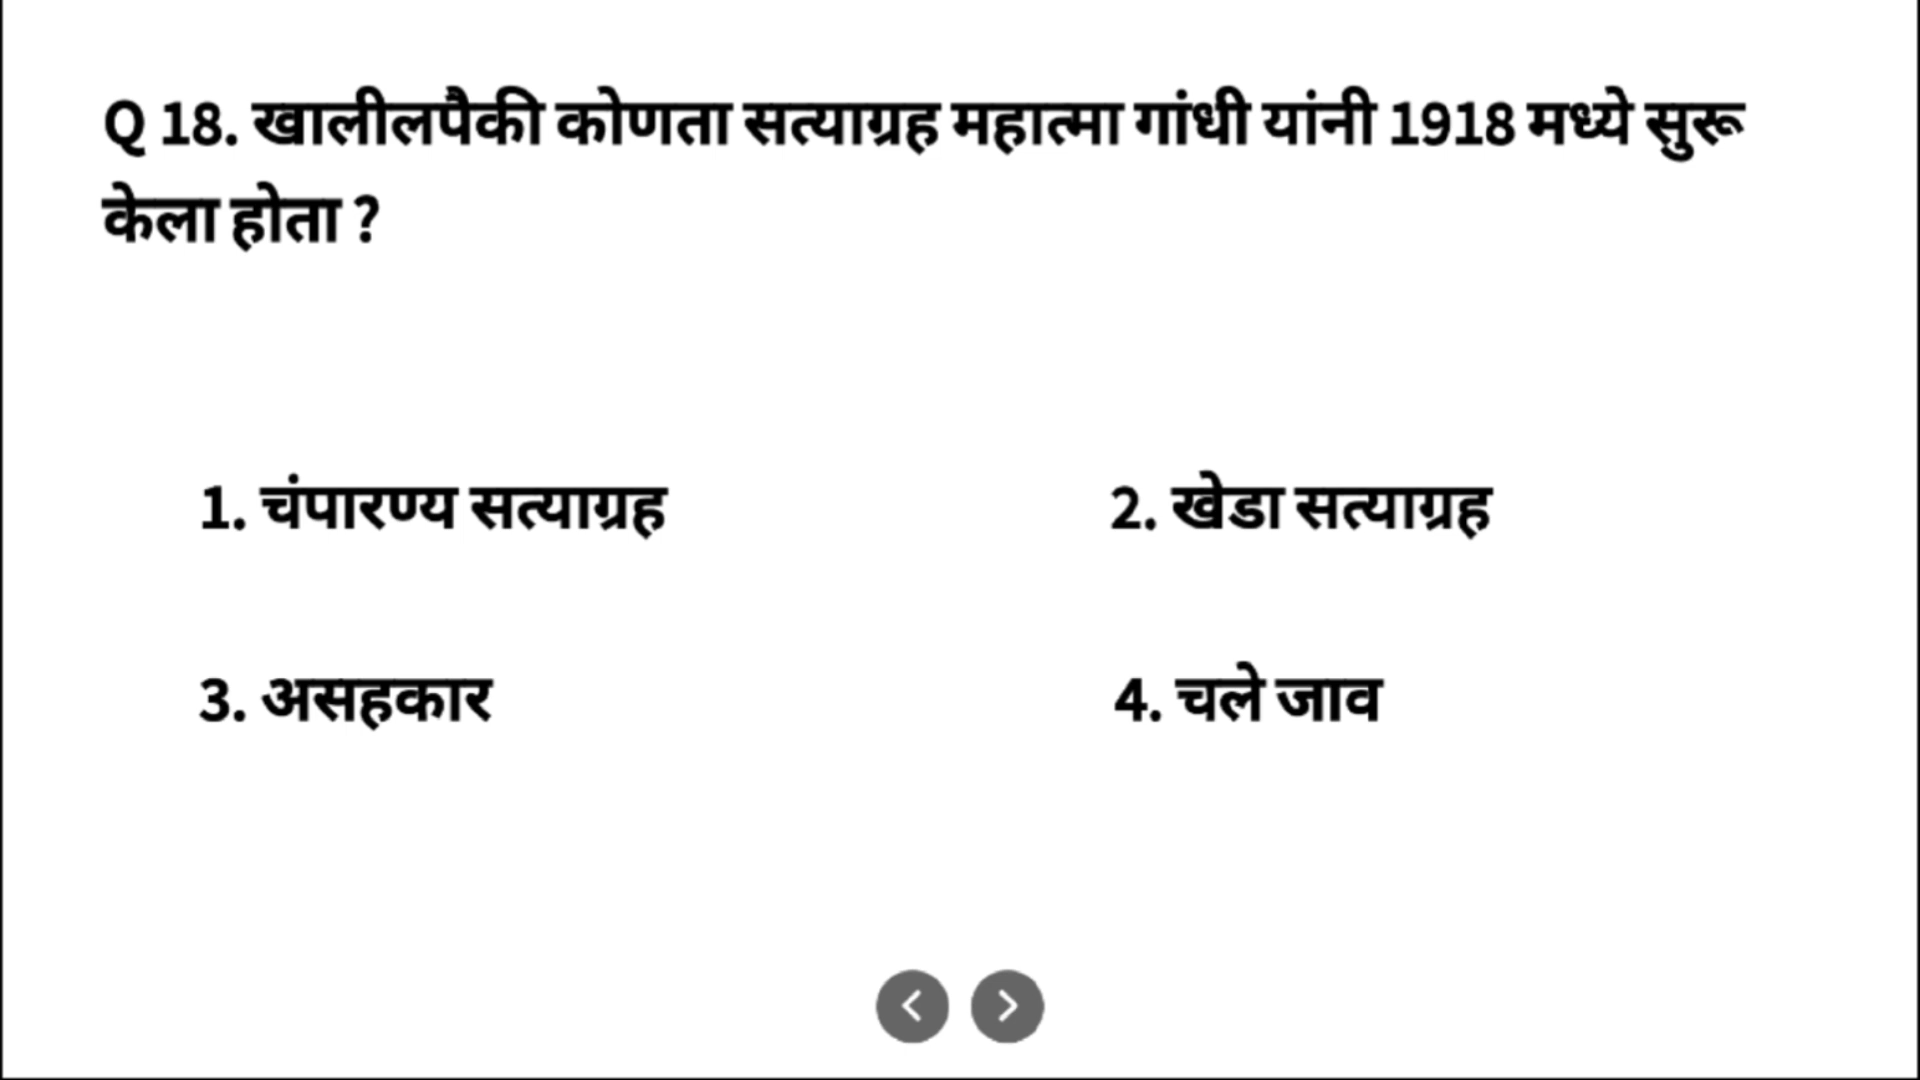 Q 18. खालीलपैकी कोणता सत्याग्रह महात्मा गांधी यांनी 1918 मध्ये सुरू
केला होता ?
1. चंपारण्य सत्याग्रह
2. खेडा सत्याग्रह
3. असहकार
4. चले जाव